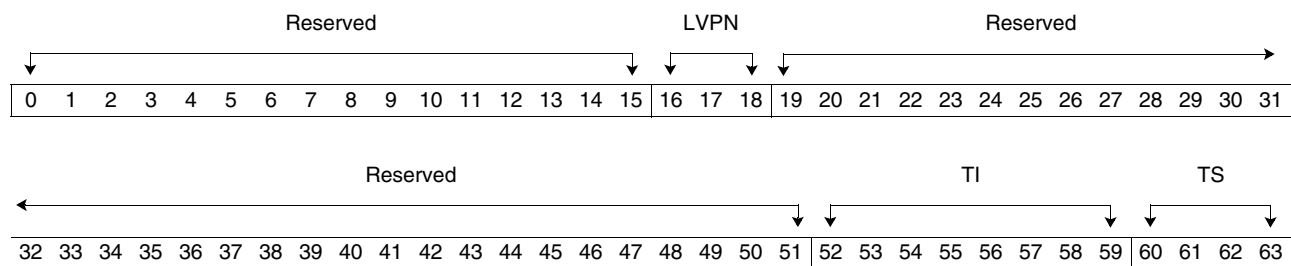 Reserved LVPN Reserved
0 1 2 3 4 5 6 7 8 9 10 11 12 13 14 15 16 17 18 19 20 21 22 23 24 25 26 27 28 29 30 31
Reserved TI TS
32 33 34 35 36 37 38 39 40 41 42 43 44 45 46 47 48 49 50 51 52 53 54 55 56 57 58 59 60 61 62 63